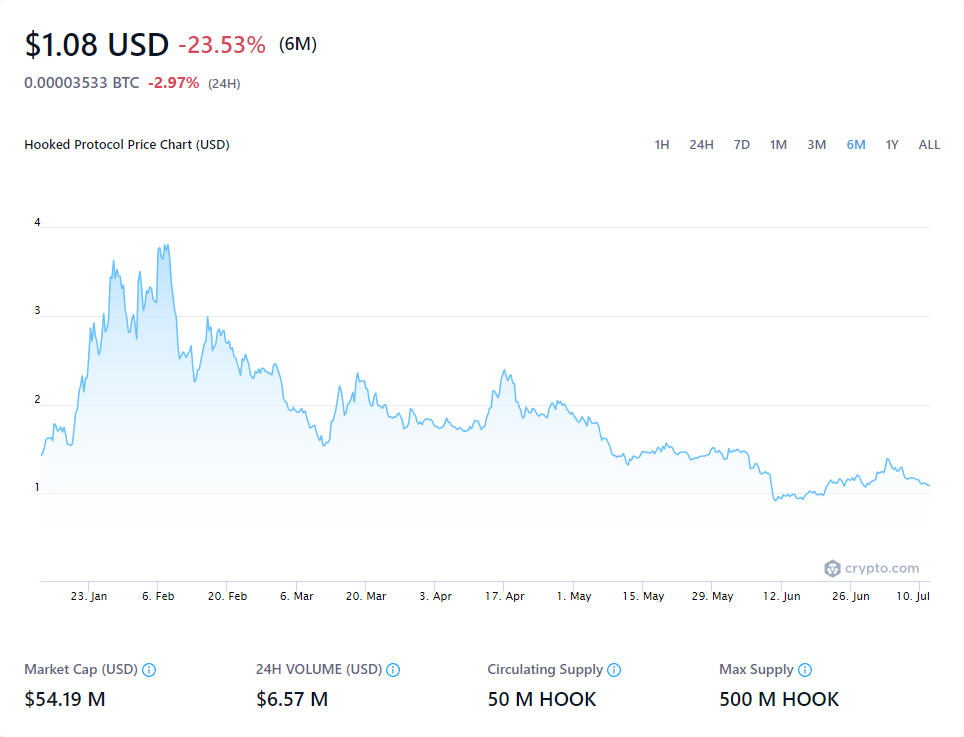 $1.08 USD -23.53% (6M)
0.00003533 BTC -2.97% (24H)
Hooked Protocol Price Chart (USD) 1H 24H 7D 1M 3M 6M 1Y ALL
4
3
2
1
crypto.com
23. Jan 6. Feb 20. Feb 6. Mar 20. Mar 3. Apr 17. Apr 1. May 15. May 29. May 12. Jun 26. Jun 10. Jul
Market Cap (USD) 24H VOLUME (USD) Circulating Supply Max Supply
$54.19 M $6.57 M 50 M HOOK 500 M HOOK